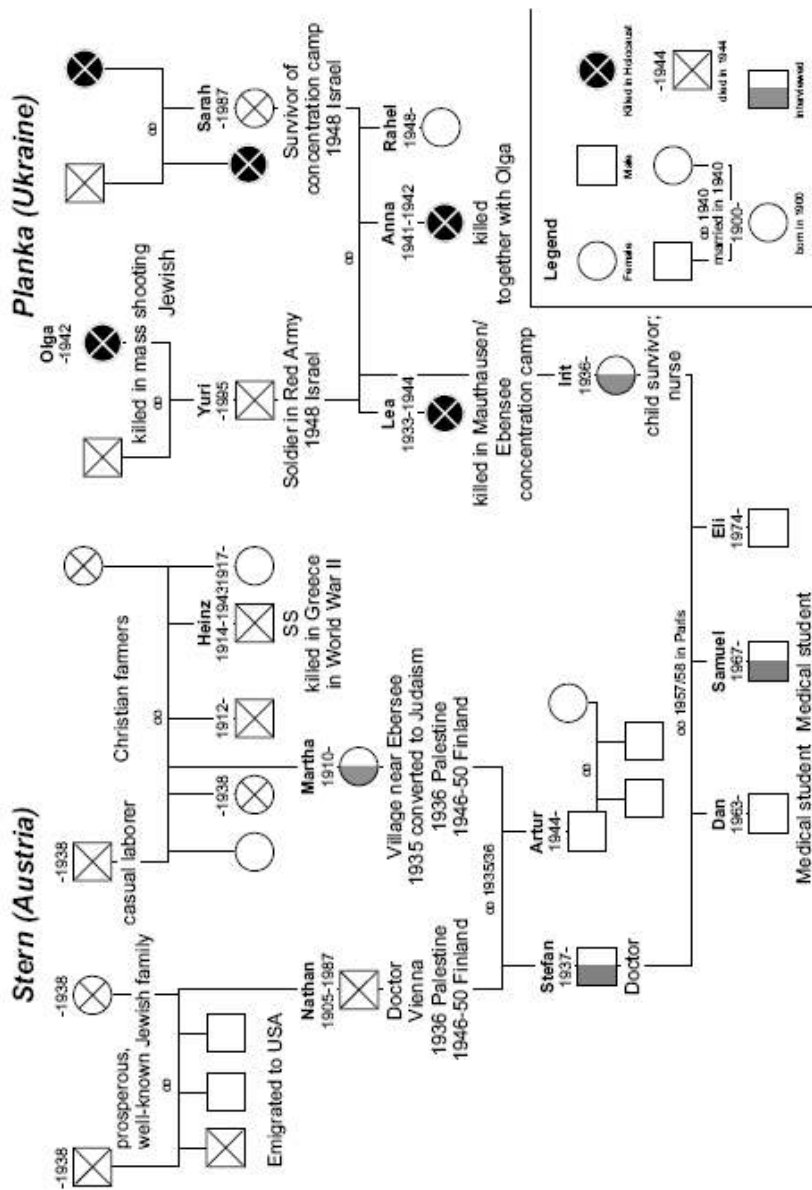 Stern (Austria)
Planka (Ukraine)
-1938
-1938
prosperous,
well-known Jewish family
∞
Emigrated to USA
Nathan
1905-1987
Doctor
Vienna
1936 Palestine
1946-50 Finland
-1938
casual laborer
Christian farmers
∞
-1938
1912-
Heinz
1914-1943
1917-
SS
killed in Greece
in World War II
Martha
1910-
Village near Ebersee
1935 converted to Judaism
1936 Palestine
1946-50 Finland
∞ 1935/36
Stefan
1937-
Doctor
Artur
1944-
∞
Olga
-1942
killed in mass shooting
Jewish
Yuri
-1995
Soldier in Red Army
1948 Israel
∞
Sarah
-1987
Survivor of
concentration camp
1948 Israel
∞
Lea
1933-1944
killed in Mauthausen/
Ebensee
concentration camp
Anna
1941-1942
killed
together with Olga
Rahel
1948-
Int
1936-
child survivor;
nurse
∞ 1957/58 in Paris
Dan
1963-
Medical student
Samuel
1967-
Medical student
Eli
1974-
Legend
Female
Male
Killed in Holocaust
∞ 1940
married in 1940
1900-
born in 1900
-1944
died in 1944
Interviewed